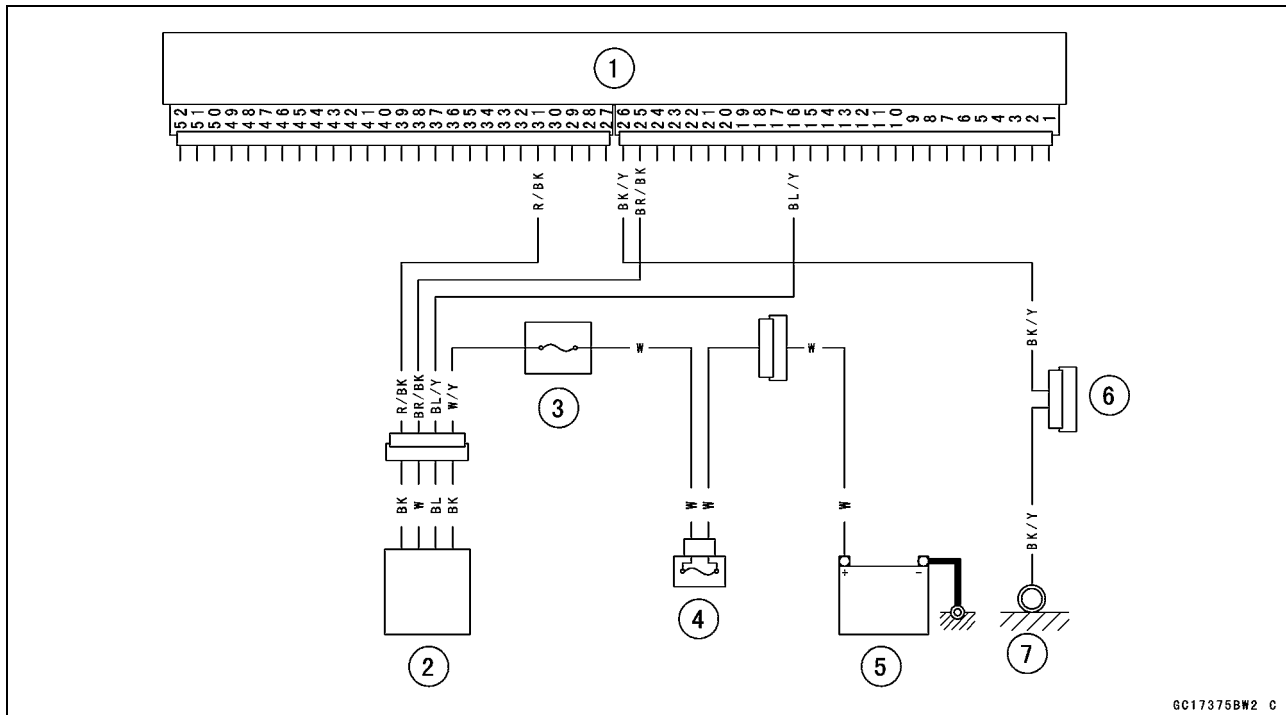 1
52 51 50 49 48 47 46 45 44 43 42 41 40 39 38 37 36 35 34 33 32 31 30 29 28 27 26 25 24 23 22 21 20 19 18 17 16 15 14 13 12 11 10 9 8 7 6 5 4 3 2 1
R/BK BK/Y BR/BK BL/Y
BK/Y
W W
3
R/BK BR/BK BL/Y W/Y
6
BK W BL BK
W W W
BK/Y
+ -
4
2 5 7
GC17375BW2 C